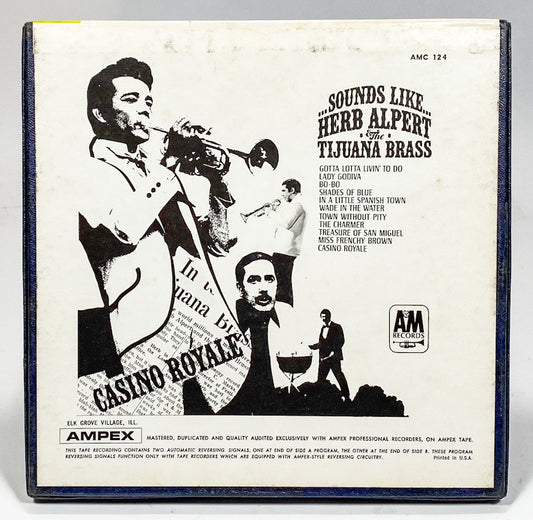 AMC 124
...SOUNDS LIKE...
HERB ALPERT
& The
TIJUANA BRASS
GOTTA LOTTA LIVIN' TO DO
LADY GODIVA
BO-BO
SHADES OF BLUE
IN A LITTLE SPANISH TOWN
WADE IN THE WATER
TOWN WITHOUT PITY
THE CHARMER
TREASURE OF SAN MIGUEL
MISS FRENCHY BROWN
CASINO ROYALE
In
uana Bra
world millions
CASINO ROYALE
A&M
RECORDS
ELK GROVE VILLAGE, ILL.
AMPEX MASTERED, DUPLICATED AND QUALITY AUDITED EXCLUSIVELY WITH AMPEX PROFESSIONAL RECORDERS, ON AMPEX TAPE.
THIS TAPE RECORDING CONTAINS TWO AUTOMATIC REVERSING SIGNALS, ONE AT END OF SIDE A PROGRAM, THE OTHER AT THE END OF SIDE B. THESE PROGRAM
REVERSING SIGNALS FUNCTION ONLY WITH TAPE RECORDERS WHICH ARE EQUIPPED WITH AMPEX-STYLE REVERSING CIRCUITRY.
Printed in U.S.A.